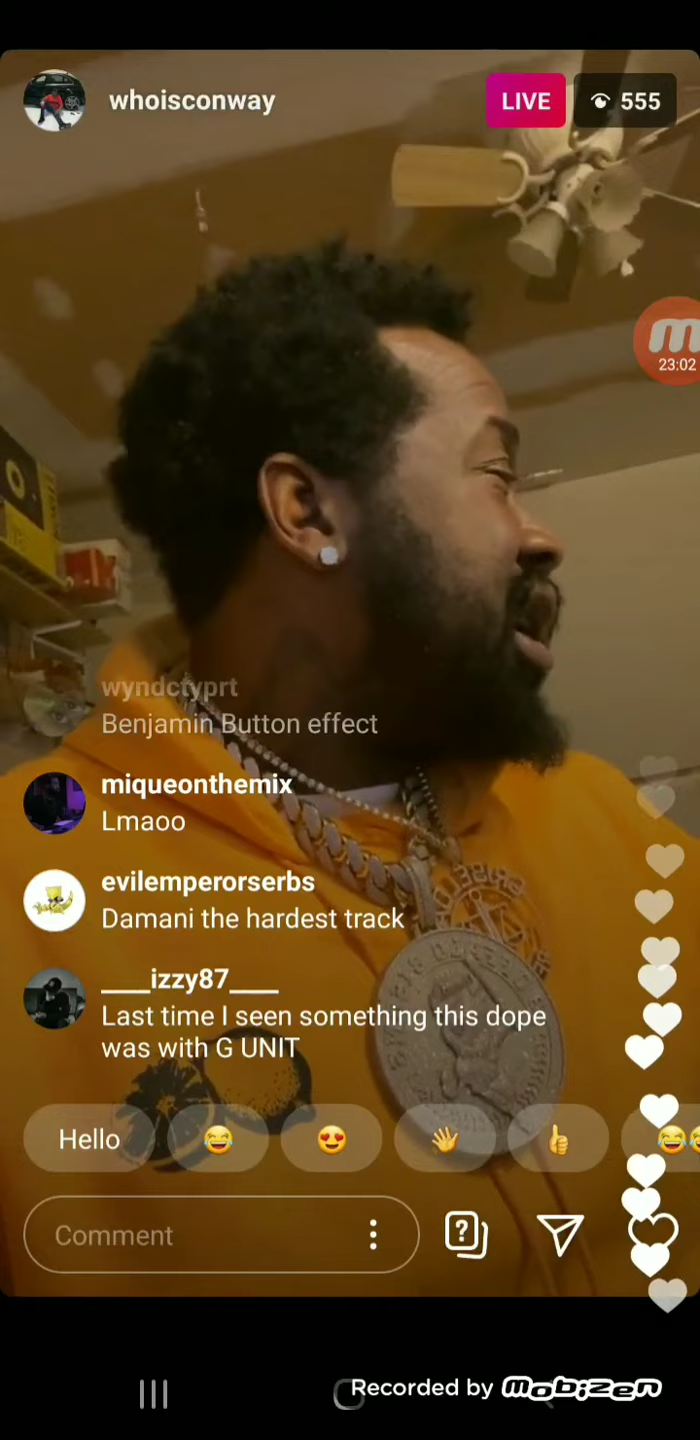 whoisconway
LIVE
555
m
23:02
wyndctyprt
Benjamin Button effect
miqueonthemix
Lmaoo
evilemperorserbs
Damani the hardest track
___izzy87___
Last time I seen something this dope
was with G UNIT
Hello
Comment
Recorded by mobizen